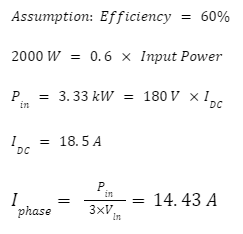 Assumption: Efficiency = 60%
2000 W = 0.6 × Input Power
P_in = 3.33 kW = 180 V × I_DC
I_DC = 18.5 A
I_phase = P_in / 3×V_ln = 14.43 A